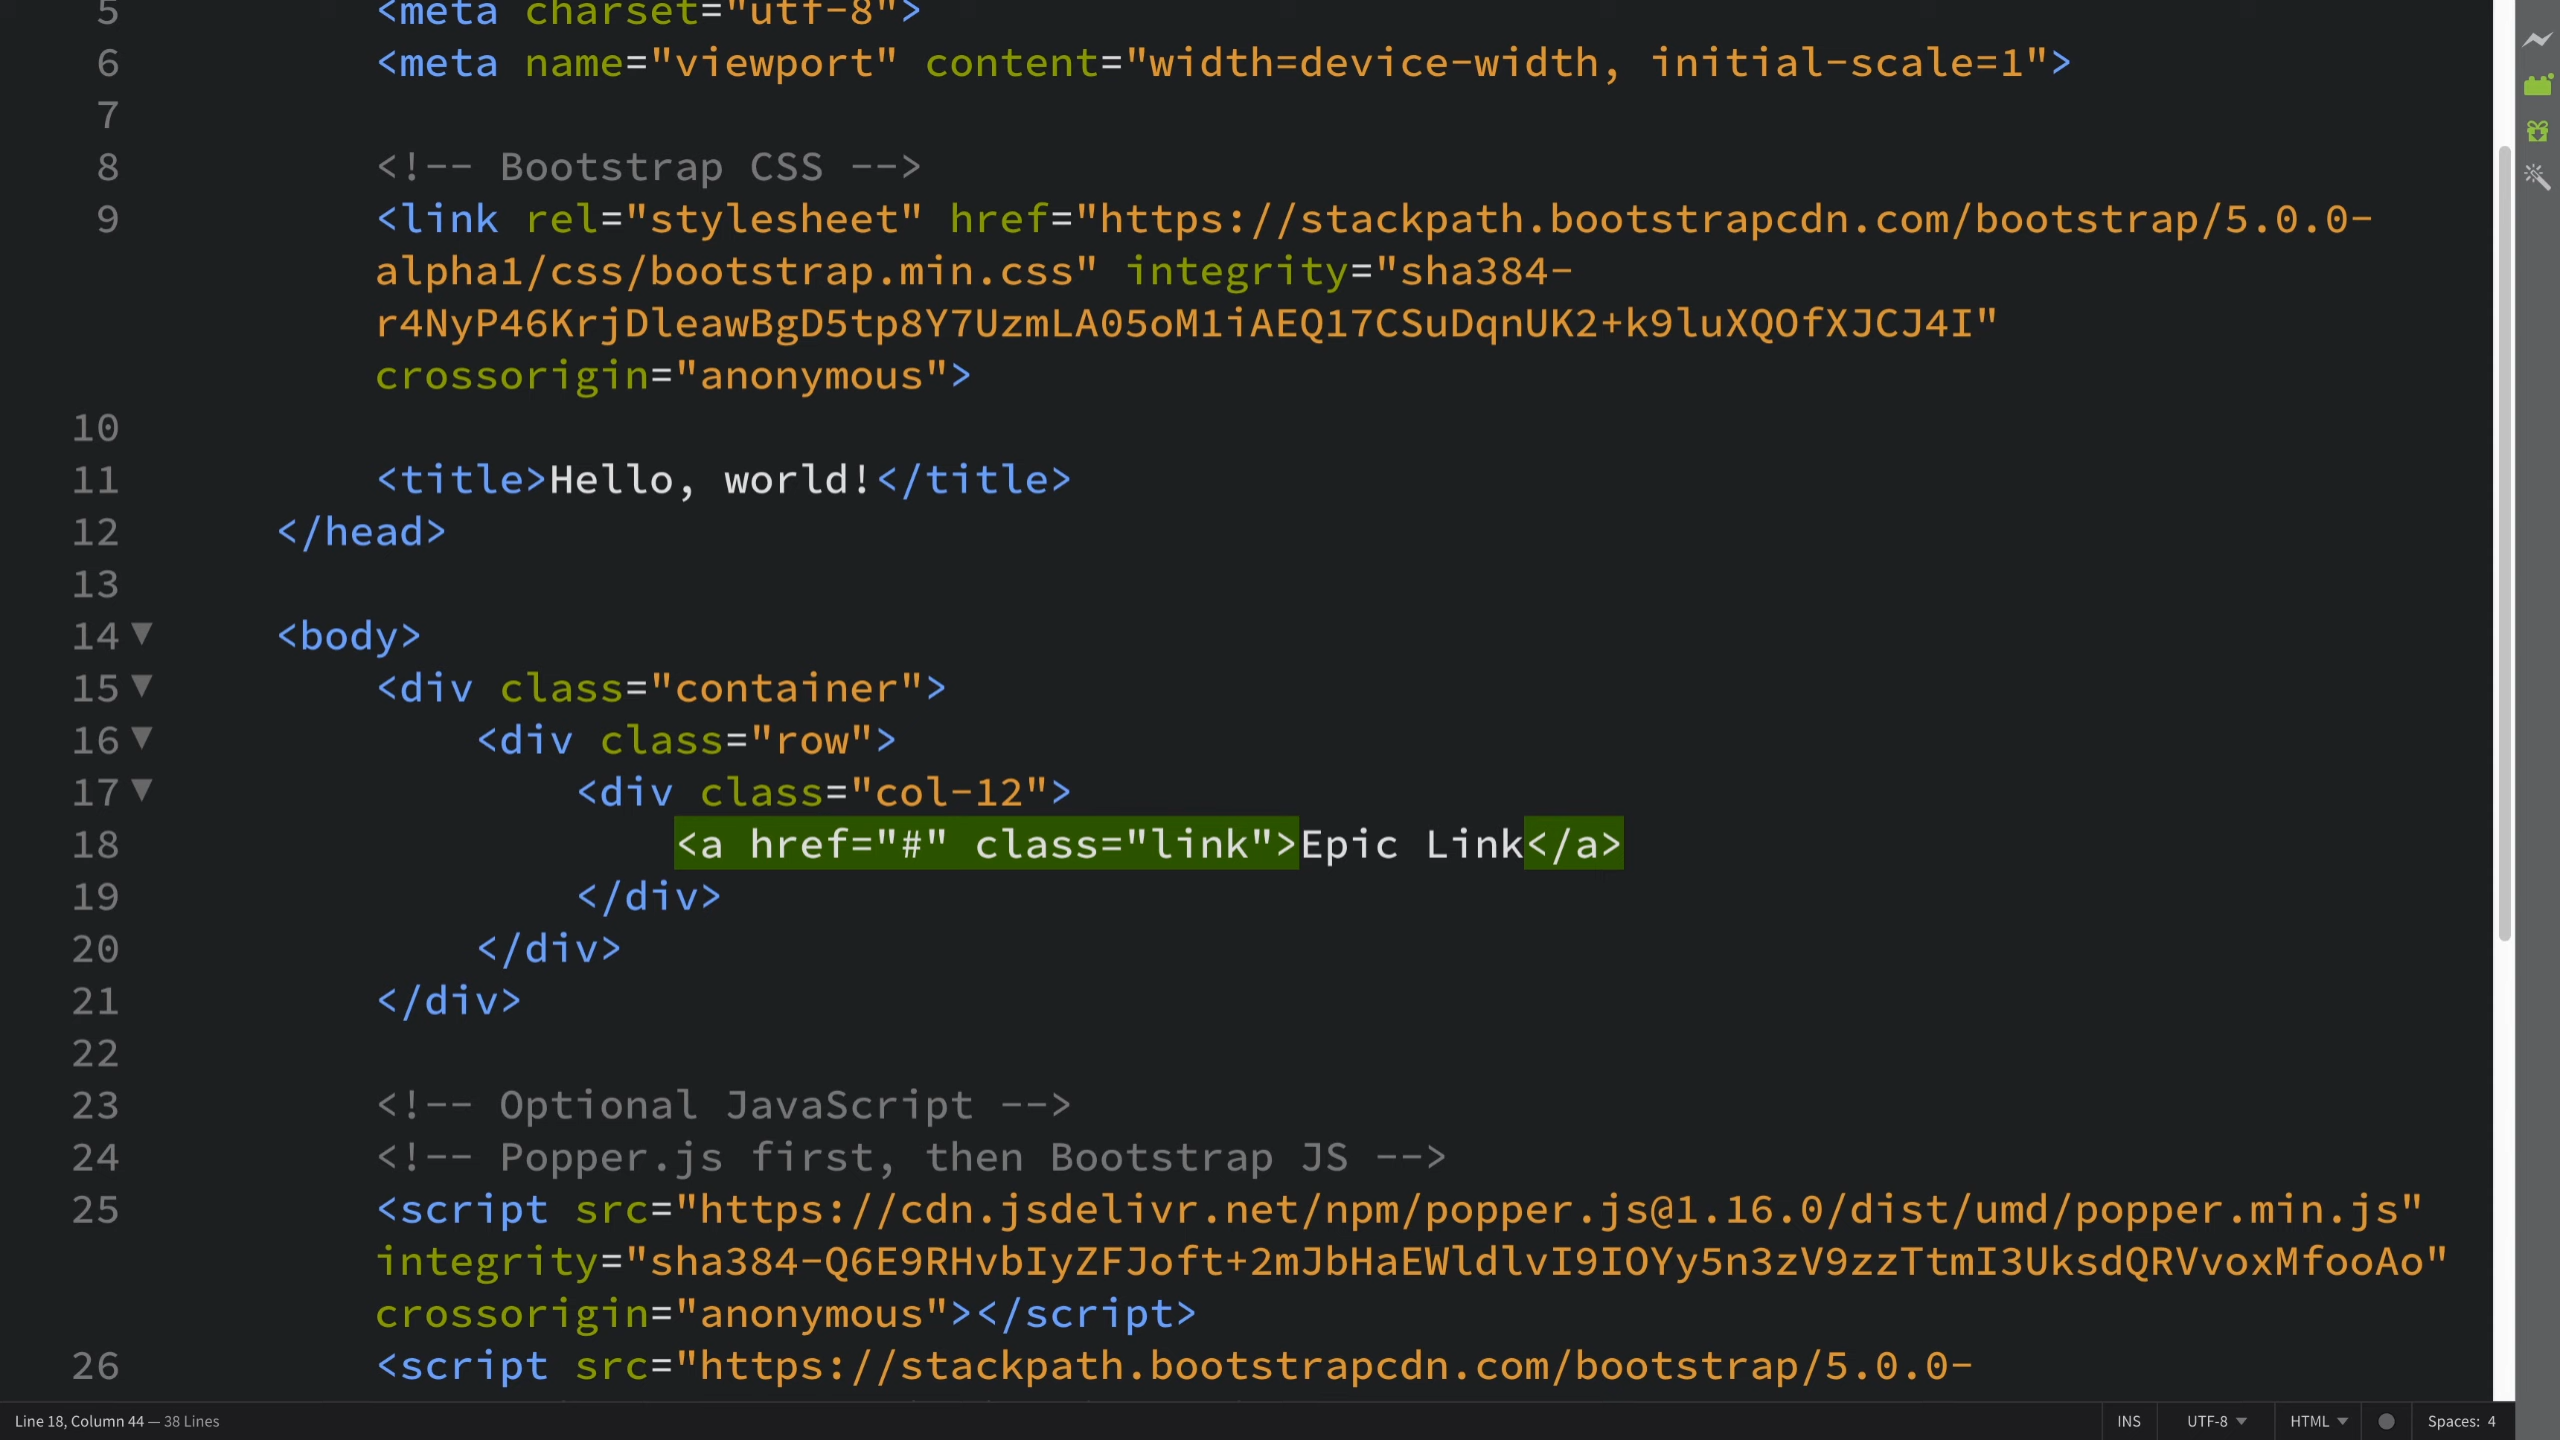 5 <meta charset="utf-8">
6 <meta name="viewport" content="width=device-width, initial-scale=1">
7
8 <!-- Bootstrap CSS -->
9 <link rel="stylesheet" href="https://stackpath.bootstrapcdn.com/bootstrap/5.0.0-
alpha1/css/bootstrap.min.css" integrity="sha384-
r4NyP46KrjDleawBgD5tp8Y7UzmLA05oM1iAEQ17CSuDqnUK2+k9luXQOfXJCJ4I"
crossorigin="anonymous">
10
11 <title>Hello, world!</title>
12 </head>
13
14 <body>
15 <div class="container">
16 <div class="row">
17 <div class="col-12">
18 <a href="#" class="link">Epic Link</a>
19 </div>
20 </div>
21 </div>
22
23 <!-- Optional JavaScript -->
24 <!-- Popper.js first, then Bootstrap JS -->
25 <script src="https://cdn.jsdelivr.net/npm/popper.js@1.16.0/dist/umd/popper.min.js"
integrity="sha384-Q6E9RHvbIyZFJoft+2mJbHaEWldlvI9IOYy5n3zV9zzTtmI3UksdQRVvoxMfooAo"
crossorigin="anonymous"></script>
26 <script src="https://stackpath.bootstrapcdn.com/bootstrap/5.0.0-
Line 18, Column 44 — 38 Lines INS UTF-8 HTML Spaces: 4